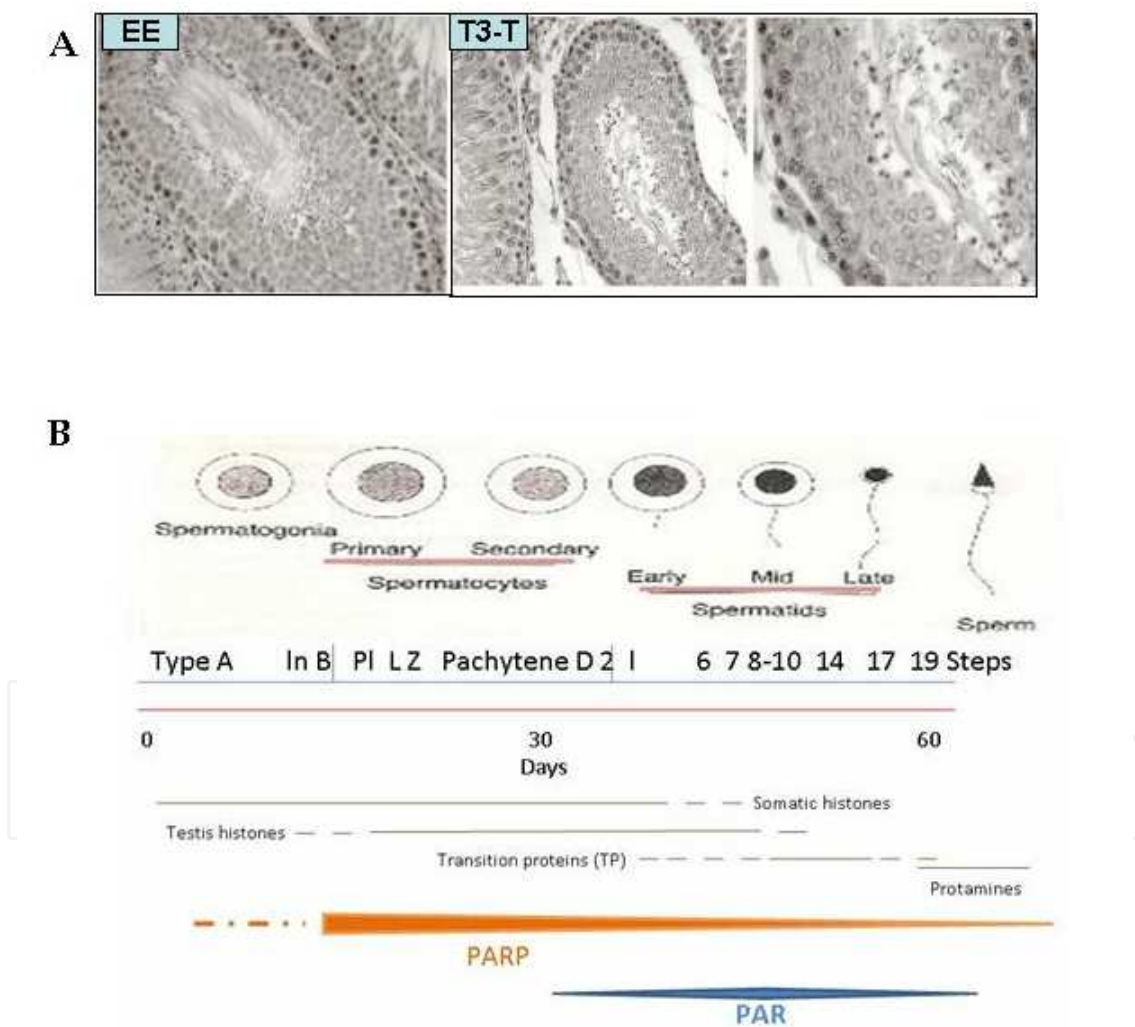 A
EE
T3-T
B
Spermatogonia
Primary Secondary
Spermatocytes
Early Mid Late
Spermatids
Sperm
Type A In B Pl L Z Pachytene D 2 I 6 7 8-10 14 17 19 Steps
0 30 60
Days
Somatic histones
Testis histones
Transition proteins (TP)
Protamines
PARP
PAR